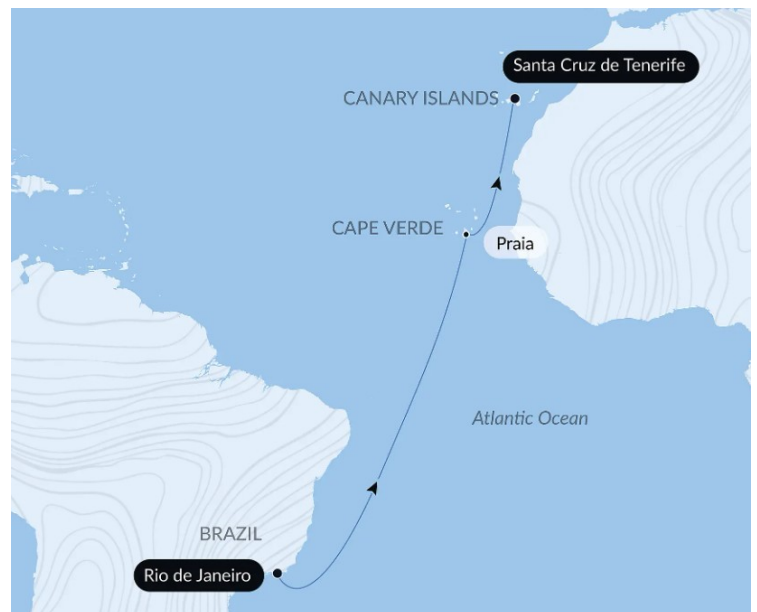 Santa Cruz de Tenerife
CANARY ISLANDS
CAPE VERDE
Praia
Atlantic Ocean
BRAZIL
Rio de Janeiro